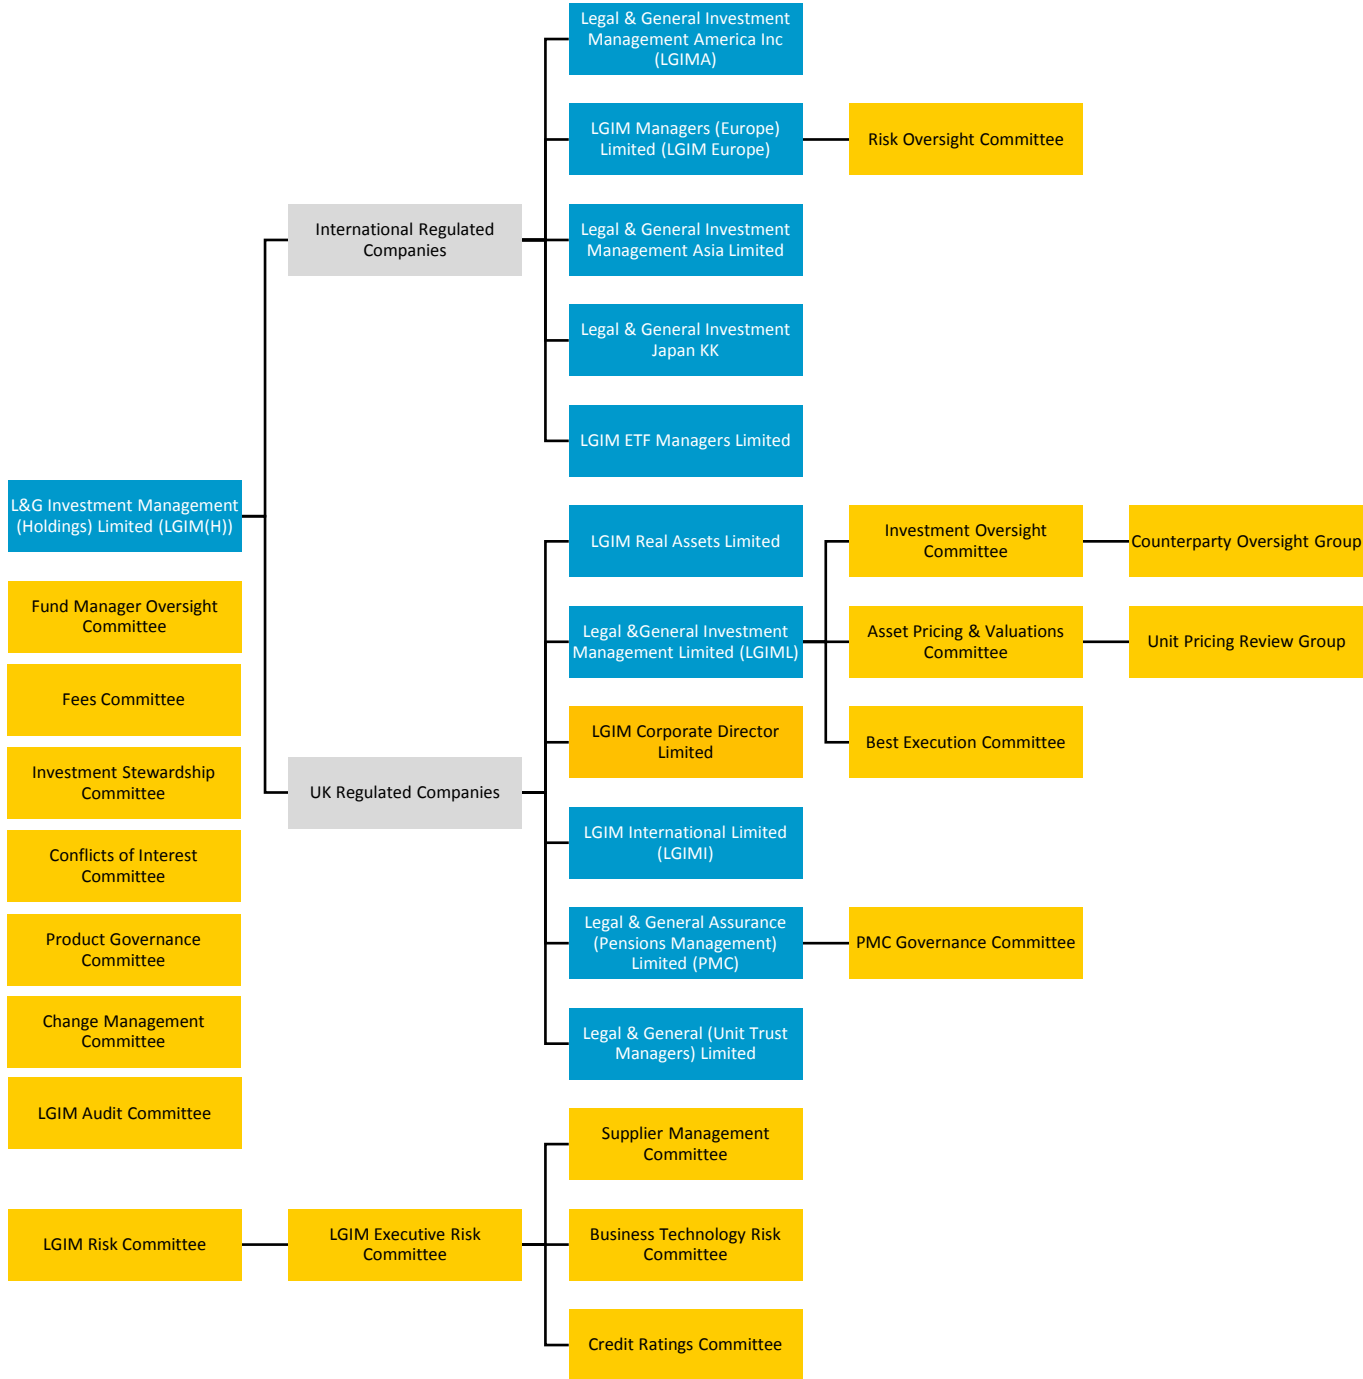 Legal & General Investment
Management America Inc
(LGIMA)
LGIM Managers (Europe)
Limited (LGIM Europe)
Risk Oversight Committee
International Regulated
Companies
Legal & General Investment
Management Asia Limited
Legal & General Investment
Japan KK
LGIM ETF Managers Limited
L&G Investment Management
(Holdings) Limited (LGIM(H))
LGIM Real Assets Limited
Investment Oversight
Committee
Counterparty Oversight Group
Fund Manager Oversight
Committee
Legal &General Investment
Management Limited (LGIML)
Asset Pricing & Valuations
Committee
Unit Pricing Review Group
Fees Committee
LGIM Corporate Director
Limited
Best Execution Committee
Investment Stewardship
Committee
UK Regulated Companies
Conflicts of Interest
Committee
LGIM International Limited
(LGIMI)
Product Governance
Committee
Legal & General Assurance
(Pensions Management)
Limited (PMC)
PMC Governance Committee
Change Management
Committee
Legal & General (Unit Trust
Managers) Limited
LGIM Audit Committee
Supplier Management
Committee
LGIM Risk Committee
LGIM Executive Risk
Committee
Business Technology Risk
Committee
Credit Ratings Committee